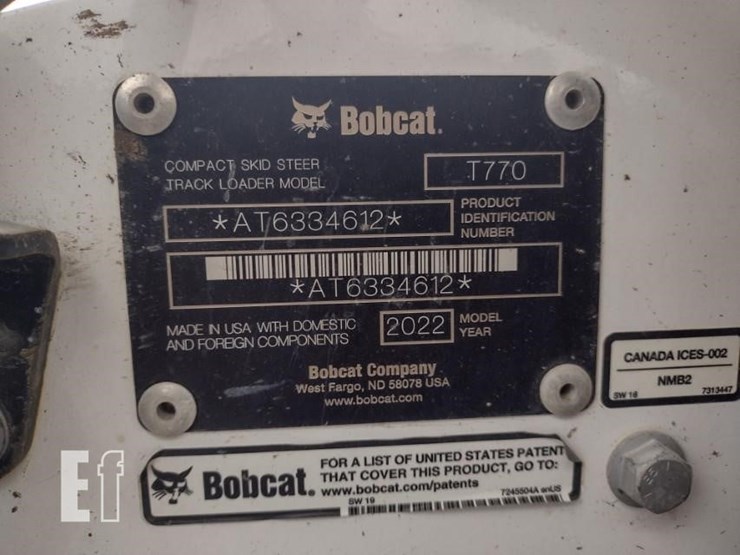 Bobcat.
COMPACT SKID STEER
TRACK LOADER MODEL
T770
*AT6334612*
PRODUCT
IDENTIFICATION
NUMBER
*AT6334612*
MADE IN USA WITH DOMESTIC
AND FOREIGN COMPONENTS
2022
MODEL
YEAR
Bobcat Company
West Fargo, ND 58078 USA
www.bobcat.com
CANADA ICES-002
NMB2
SW 16 7313447
Bobcat.
FOR A LIST OF UNITED STATES PATENT
THAT COVER THIS PRODUCT, GO TO:
www.bobcat.com/patents
SW 19 7245504A enUS
Ef